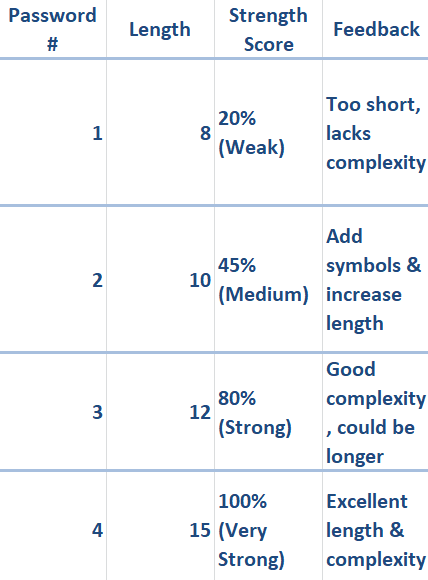 Password # Length Strength Score Feedback
1 8 20% (Weak) Too short, lacks complexity
2 10 45% (Medium) Add symbols & increase length
3 12 80% (Strong) Good complexity, could be longer
4 15 100% (Very Strong) Excellent length & complexity